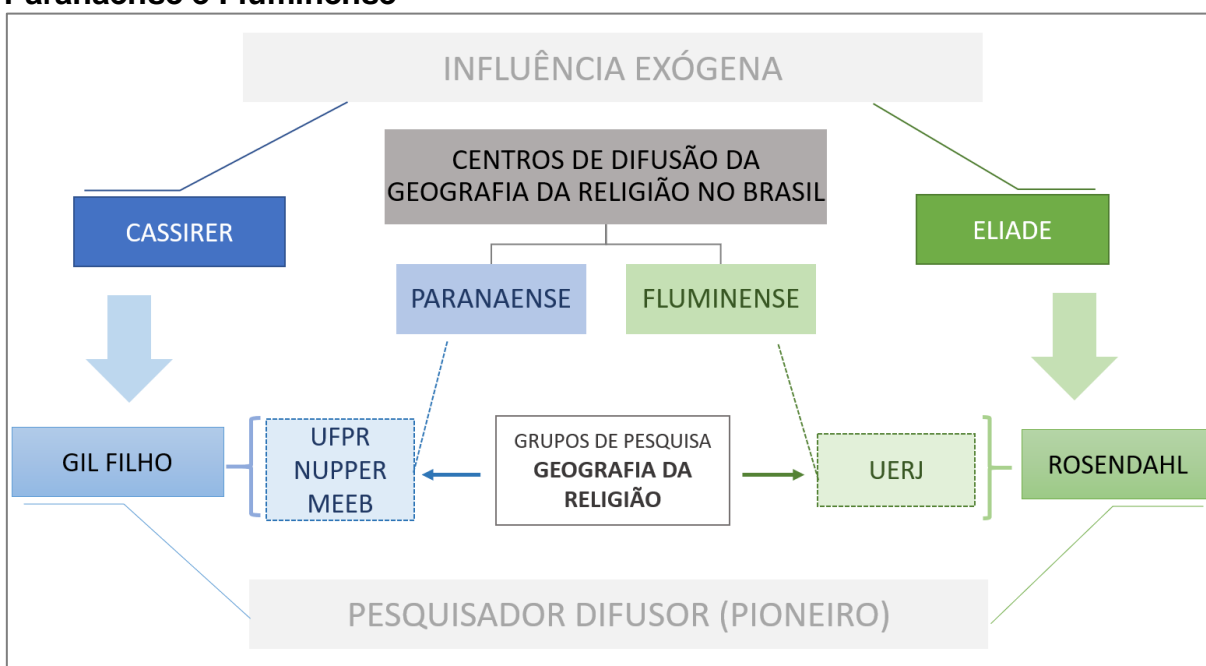 Paranaense e Fluminense
INFLUÊNCIA EXÓGENA
CENTROS DE DIFUSÃO DA
GEOGRAFIA DA RELIGIÃO NO BRASIL
CASSIRER
ELIADE
PARANAENSE
FLUMINENSE
GIL FILHO
UFPR
NUPPER
MEEB
GRUPOS DE PESQUISA
GEOGRAFIA DA
RELIGIÃO
UERJ
ROSENDAHL
PESQUISADOR DIFUSOR (PIONEIRO)